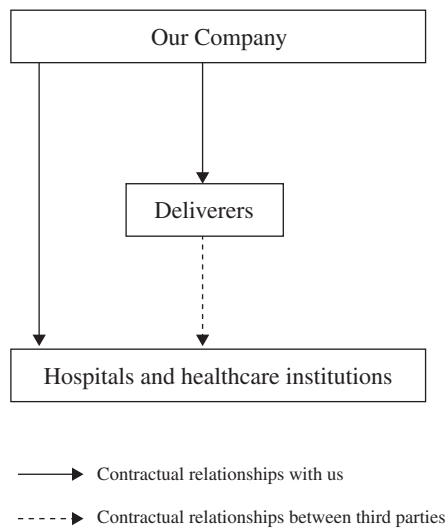 Our Company
Deliverers
Hospitals and healthcare institutions
Contractual relationships with us
Contractual relationships between third parties